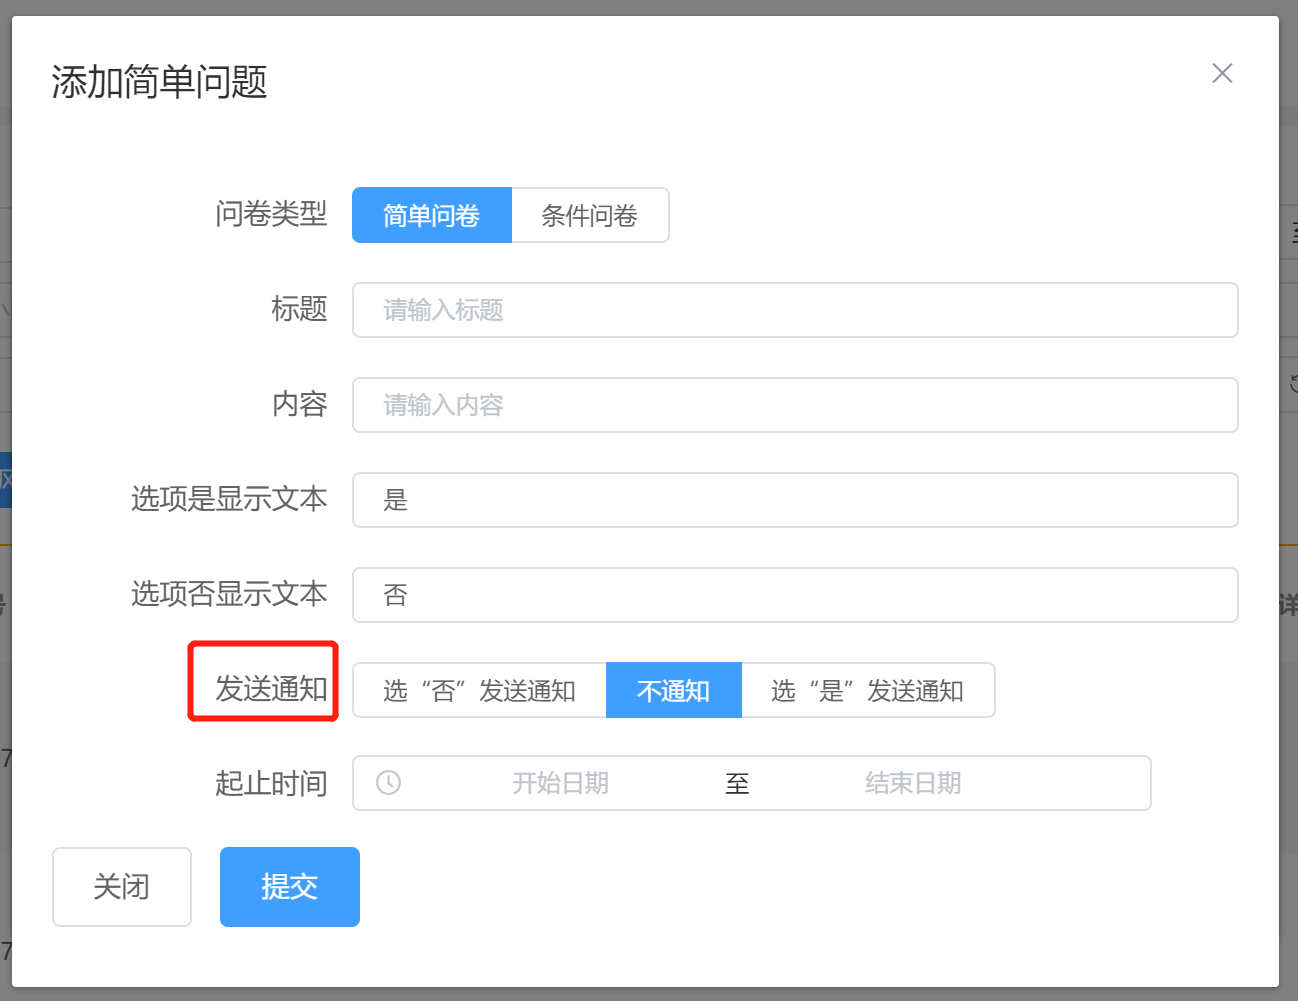 添加简单问题
问卷类型 简单问卷 条件问卷
标题 请输入标题
内容 请输入内容
选项是显示文本 是
选项否显示文本 否
发送通知 选“否”发送通知 不通知 选“是”发送通知
起止时间 开始日期 至 结束日期
关闭 提交